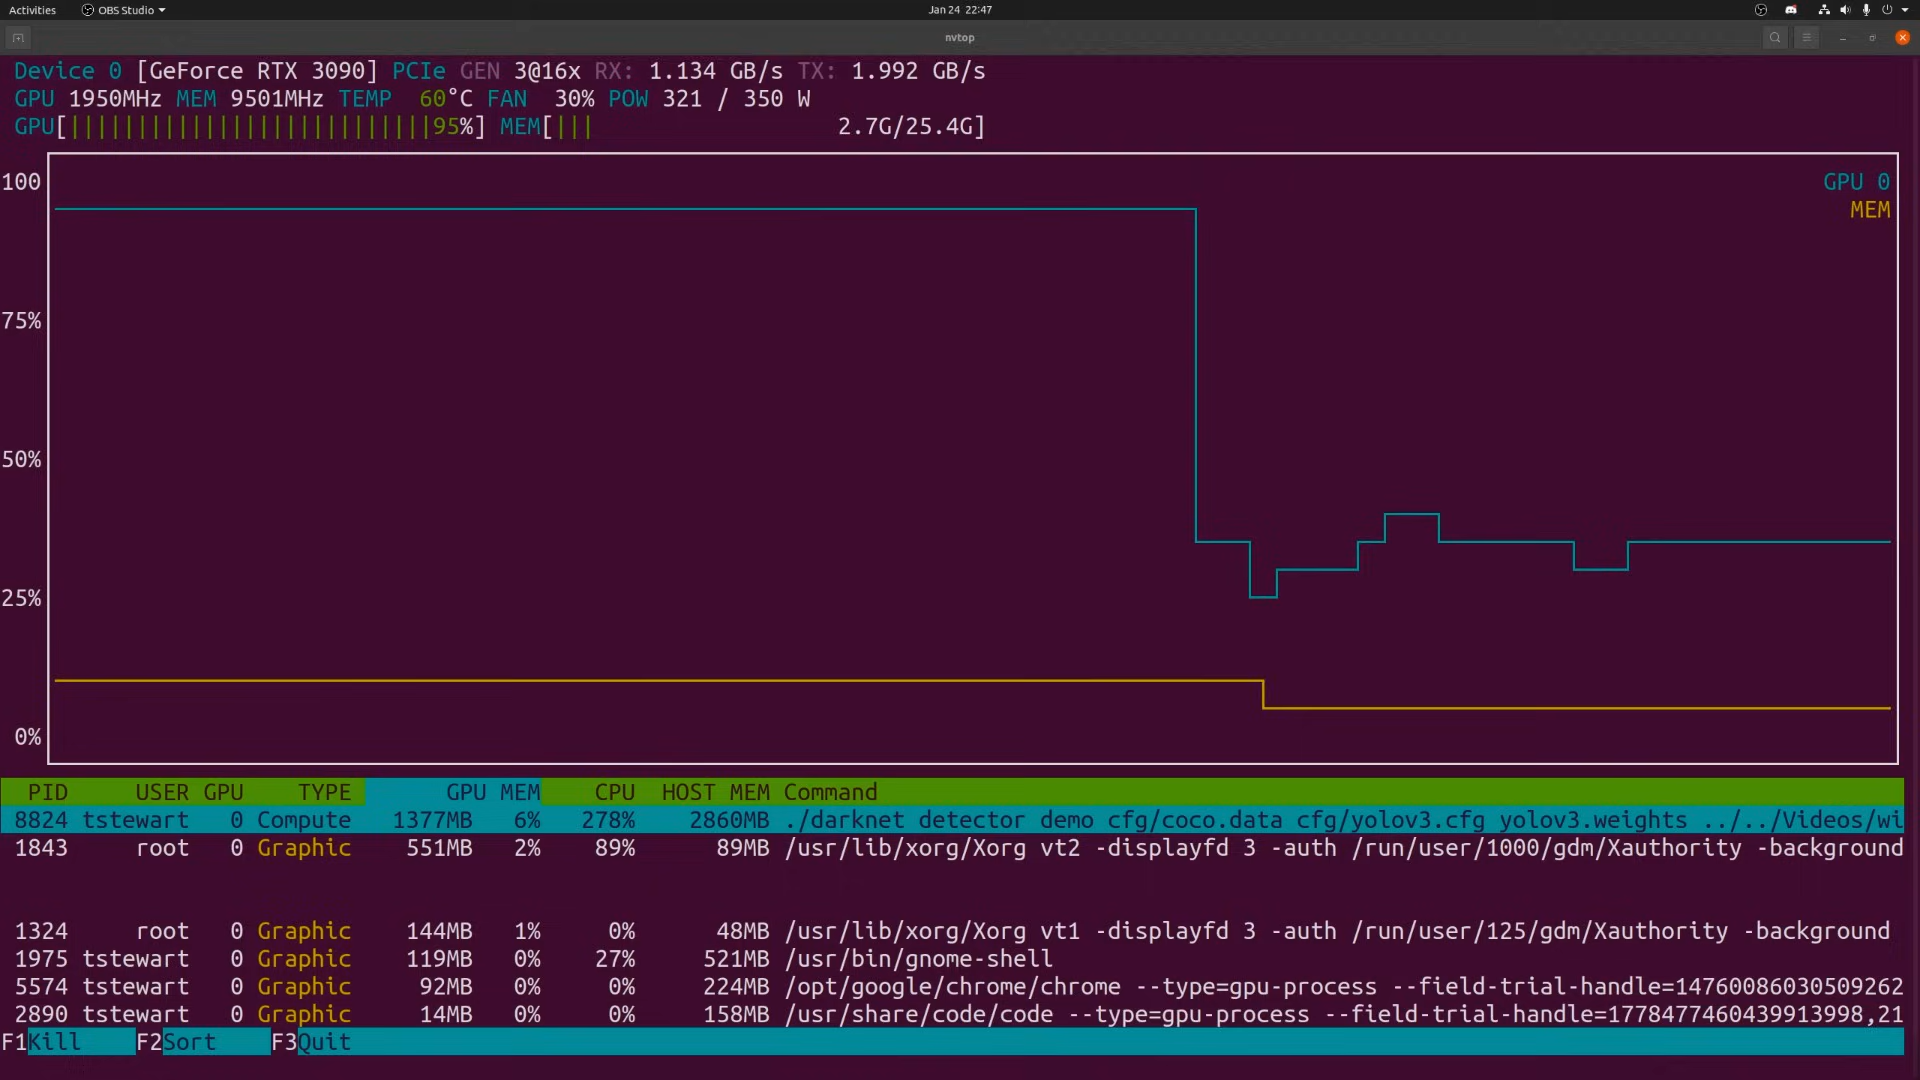 Activities OBS Studio Jan 24 22:47
nvtop
Device 0 [GeForce RTX 3090] PCIe GEN 3@16x RX: 1.134 GB/s TX: 1.992 GB/s
GPU 1950MHz MEM 9501MHz TEMP 60°C FAN 30% POW 321 / 350 W
GPU[|||||||||||||||||||||||||||95%] MEM[||| 2.7G/25.4G]
100 GPU 0
MEM
75%
50%
25%
0%
PID USER GPU TYPE GPU MEM CPU HOST MEM Command
8824 tstewart 0 Compute 1377MB 6% 278% 2860MB ./darknet detector demo cfg/coco.data cfg/yolov3.cfg yolov3.weights ../../Videos/wi
1843 root 0 Graphic 551MB 2% 89% 89MB /usr/lib/xorg/Xorg vt2 -displayfd 3 -auth /run/user/1000/gdm/Xauthority -background
1324 root 0 Graphic 144MB 1% 0% 48MB /usr/lib/xorg/Xorg vt1 -displayfd 3 -auth /run/user/125/gdm/Xauthority -background
1975 tstewart 0 Graphic 119MB 0% 27% 521MB /usr/bin/gnome-shell
5574 tstewart 0 Graphic 92MB 0% 0% 224MB /opt/google/chrome/chrome --type=gpu-process --field-trial-handle=14760086030509262
2890 tstewart 0 Graphic 14MB 0% 0% 158MB /usr/share/code/code --type=gpu-process --field-trial-handle=1778477460439913998,21
F1Kill F2Sort F3Quit